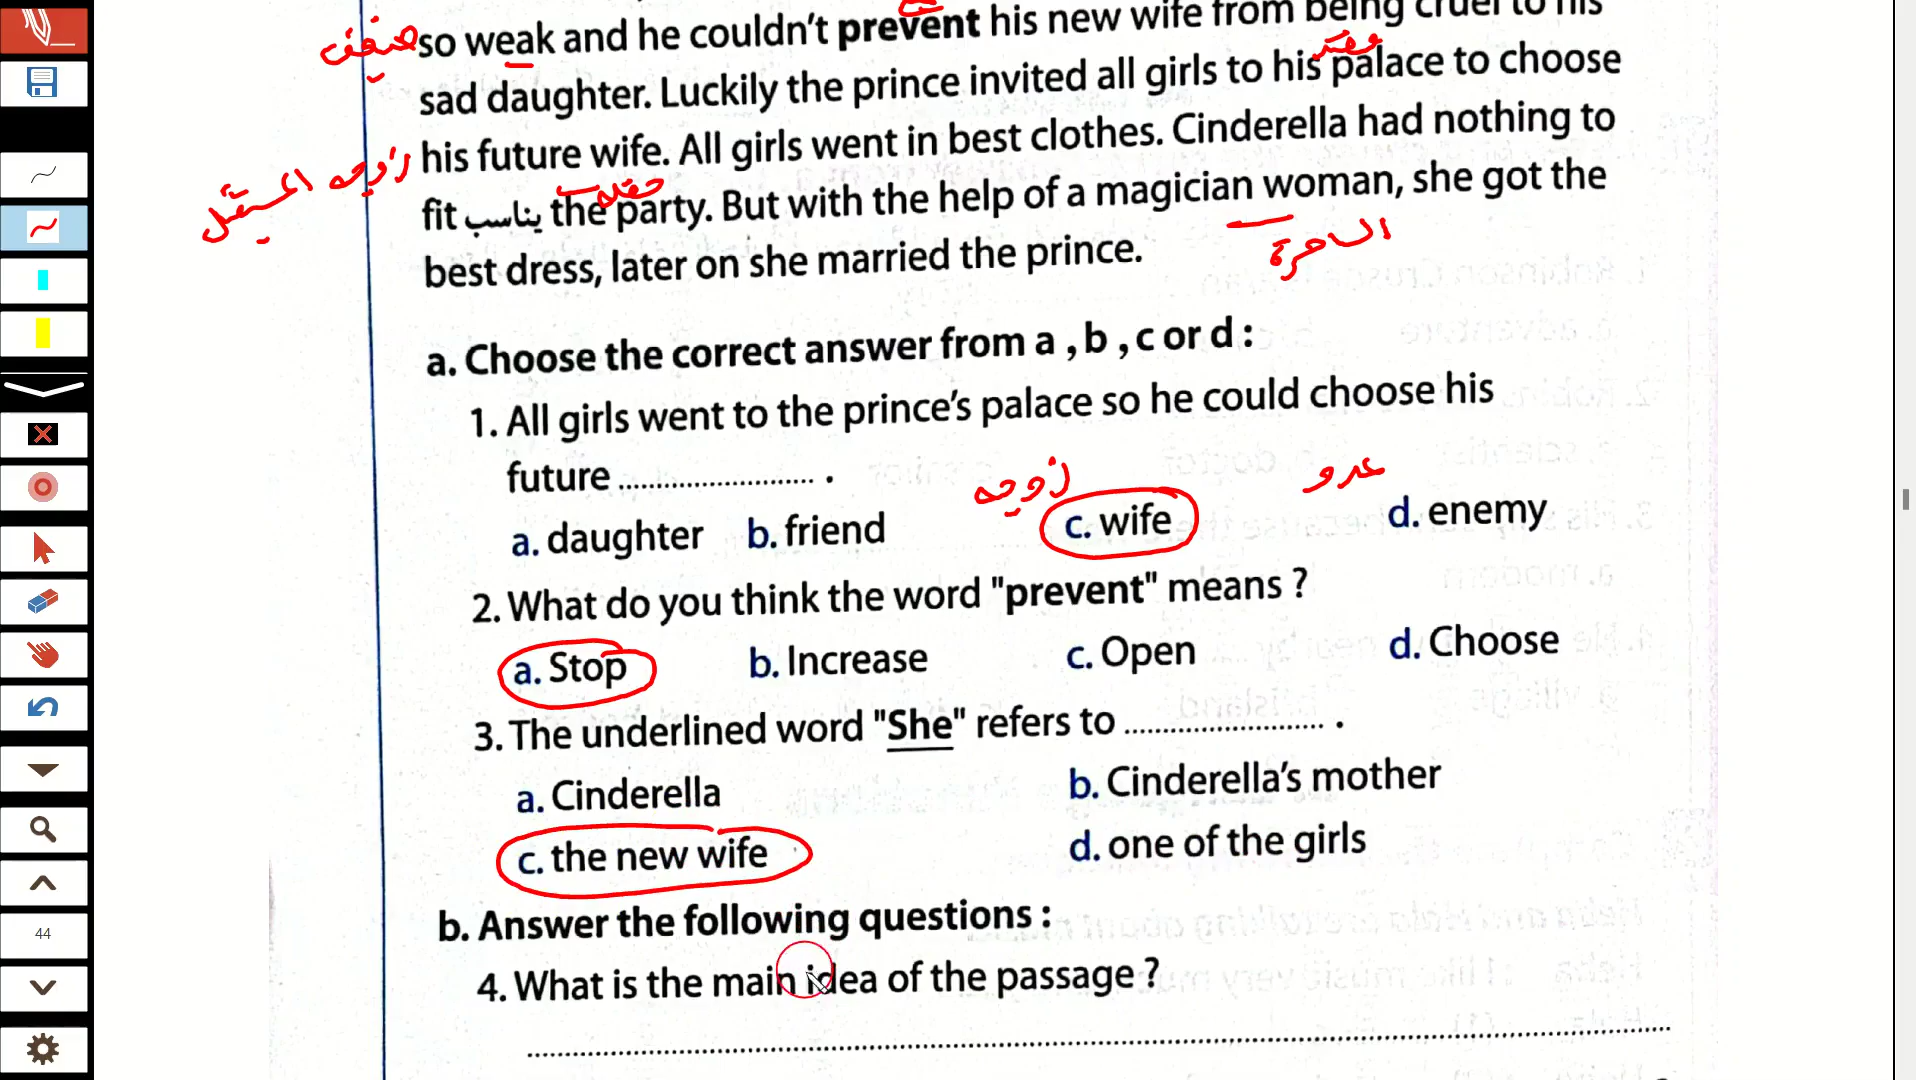 so weak and he couldn't prevent his new wife from being cruel to his
ضعيف
sad daughter. Luckily the prince invited all girls to his palace to choose
قصر
his future wife. All girls went in best clothes. Cinderella had nothing to
زوجه المستقبل
fit يناسب the party. But with the help of a magician woman, she got the
حفله
الساحرة
best dress, later on she married the prince.
a. Choose the correct answer from a , b , c or d :
1. All girls went to the prince's palace so he could choose his
future ......................... .
زوجه عدو
a. daughter b. friend c. wife d. enemy
2. What do you think the word "prevent" means ?
a. Stop b. Increase c. Open d. Choose
3. The underlined word "She" refers to ......................... .
a. Cinderella b. Cinderella's mother
c. the new wife d. one of the girls
b. Answer the following questions :
4. What is the main idea of the passage ?
44